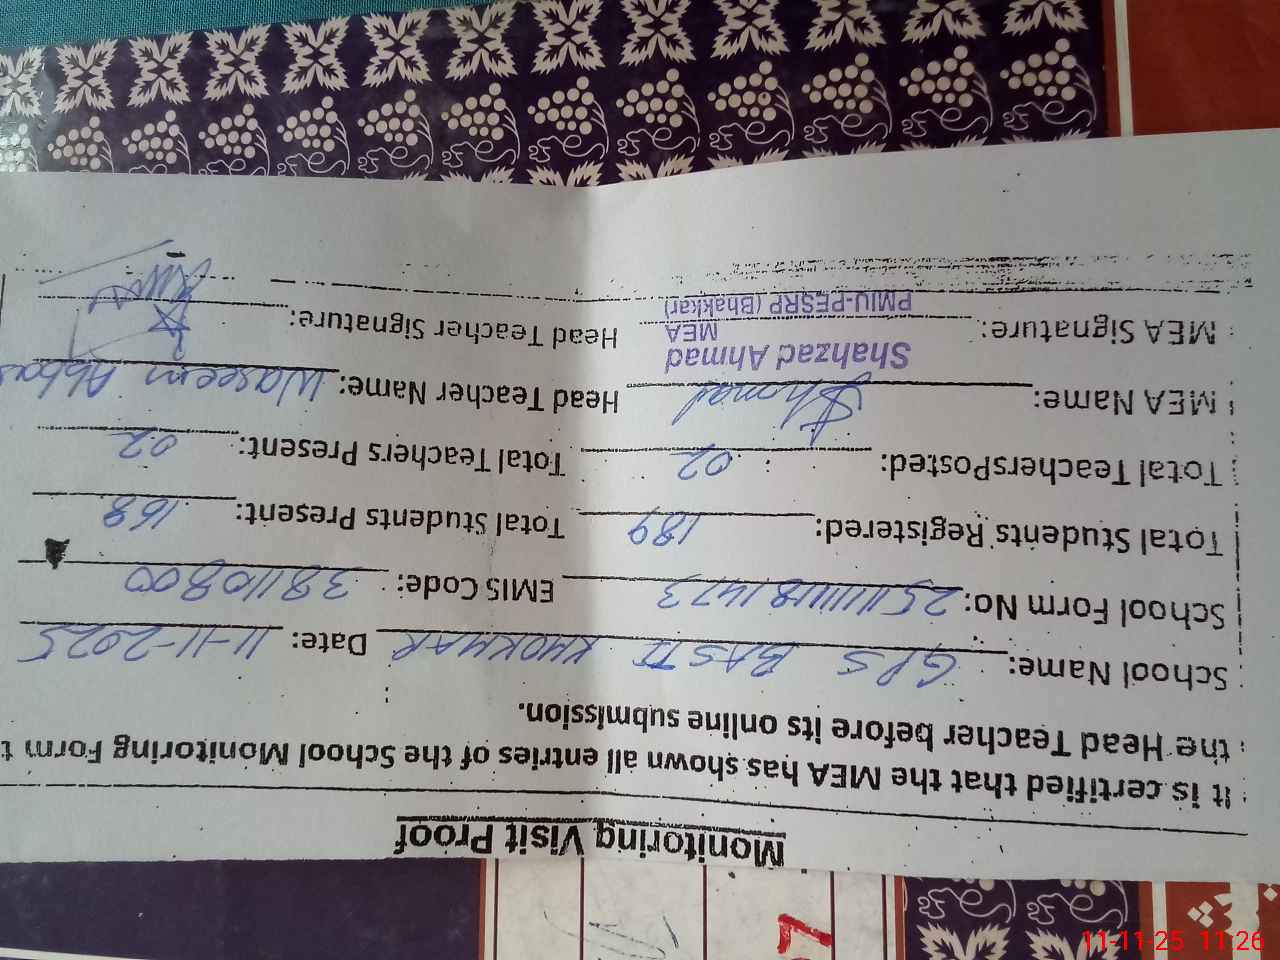 Monitoring Visit Proof
It is certified that the MEA has shown all entries of the School Monitoring Form t
the Head Teacher before its online submission.
School Name: GPS BASTI KHOKHAR Date: 11-11-2025
School Form No: 251111181473 EMIS Code: 38110800
Total Students Registered: 189 Total Students Present: 168
Total TeachersPosted: 02 Total Teachers Present: 02
MEA Name: Ahmad Head Teacher Name: Waseem Abbas
Shahzad Ahmad
MEA
MEA Signature: Head Teacher Signature:
PMIU-PESRP (Bhakkar)
11-11-25 11:26